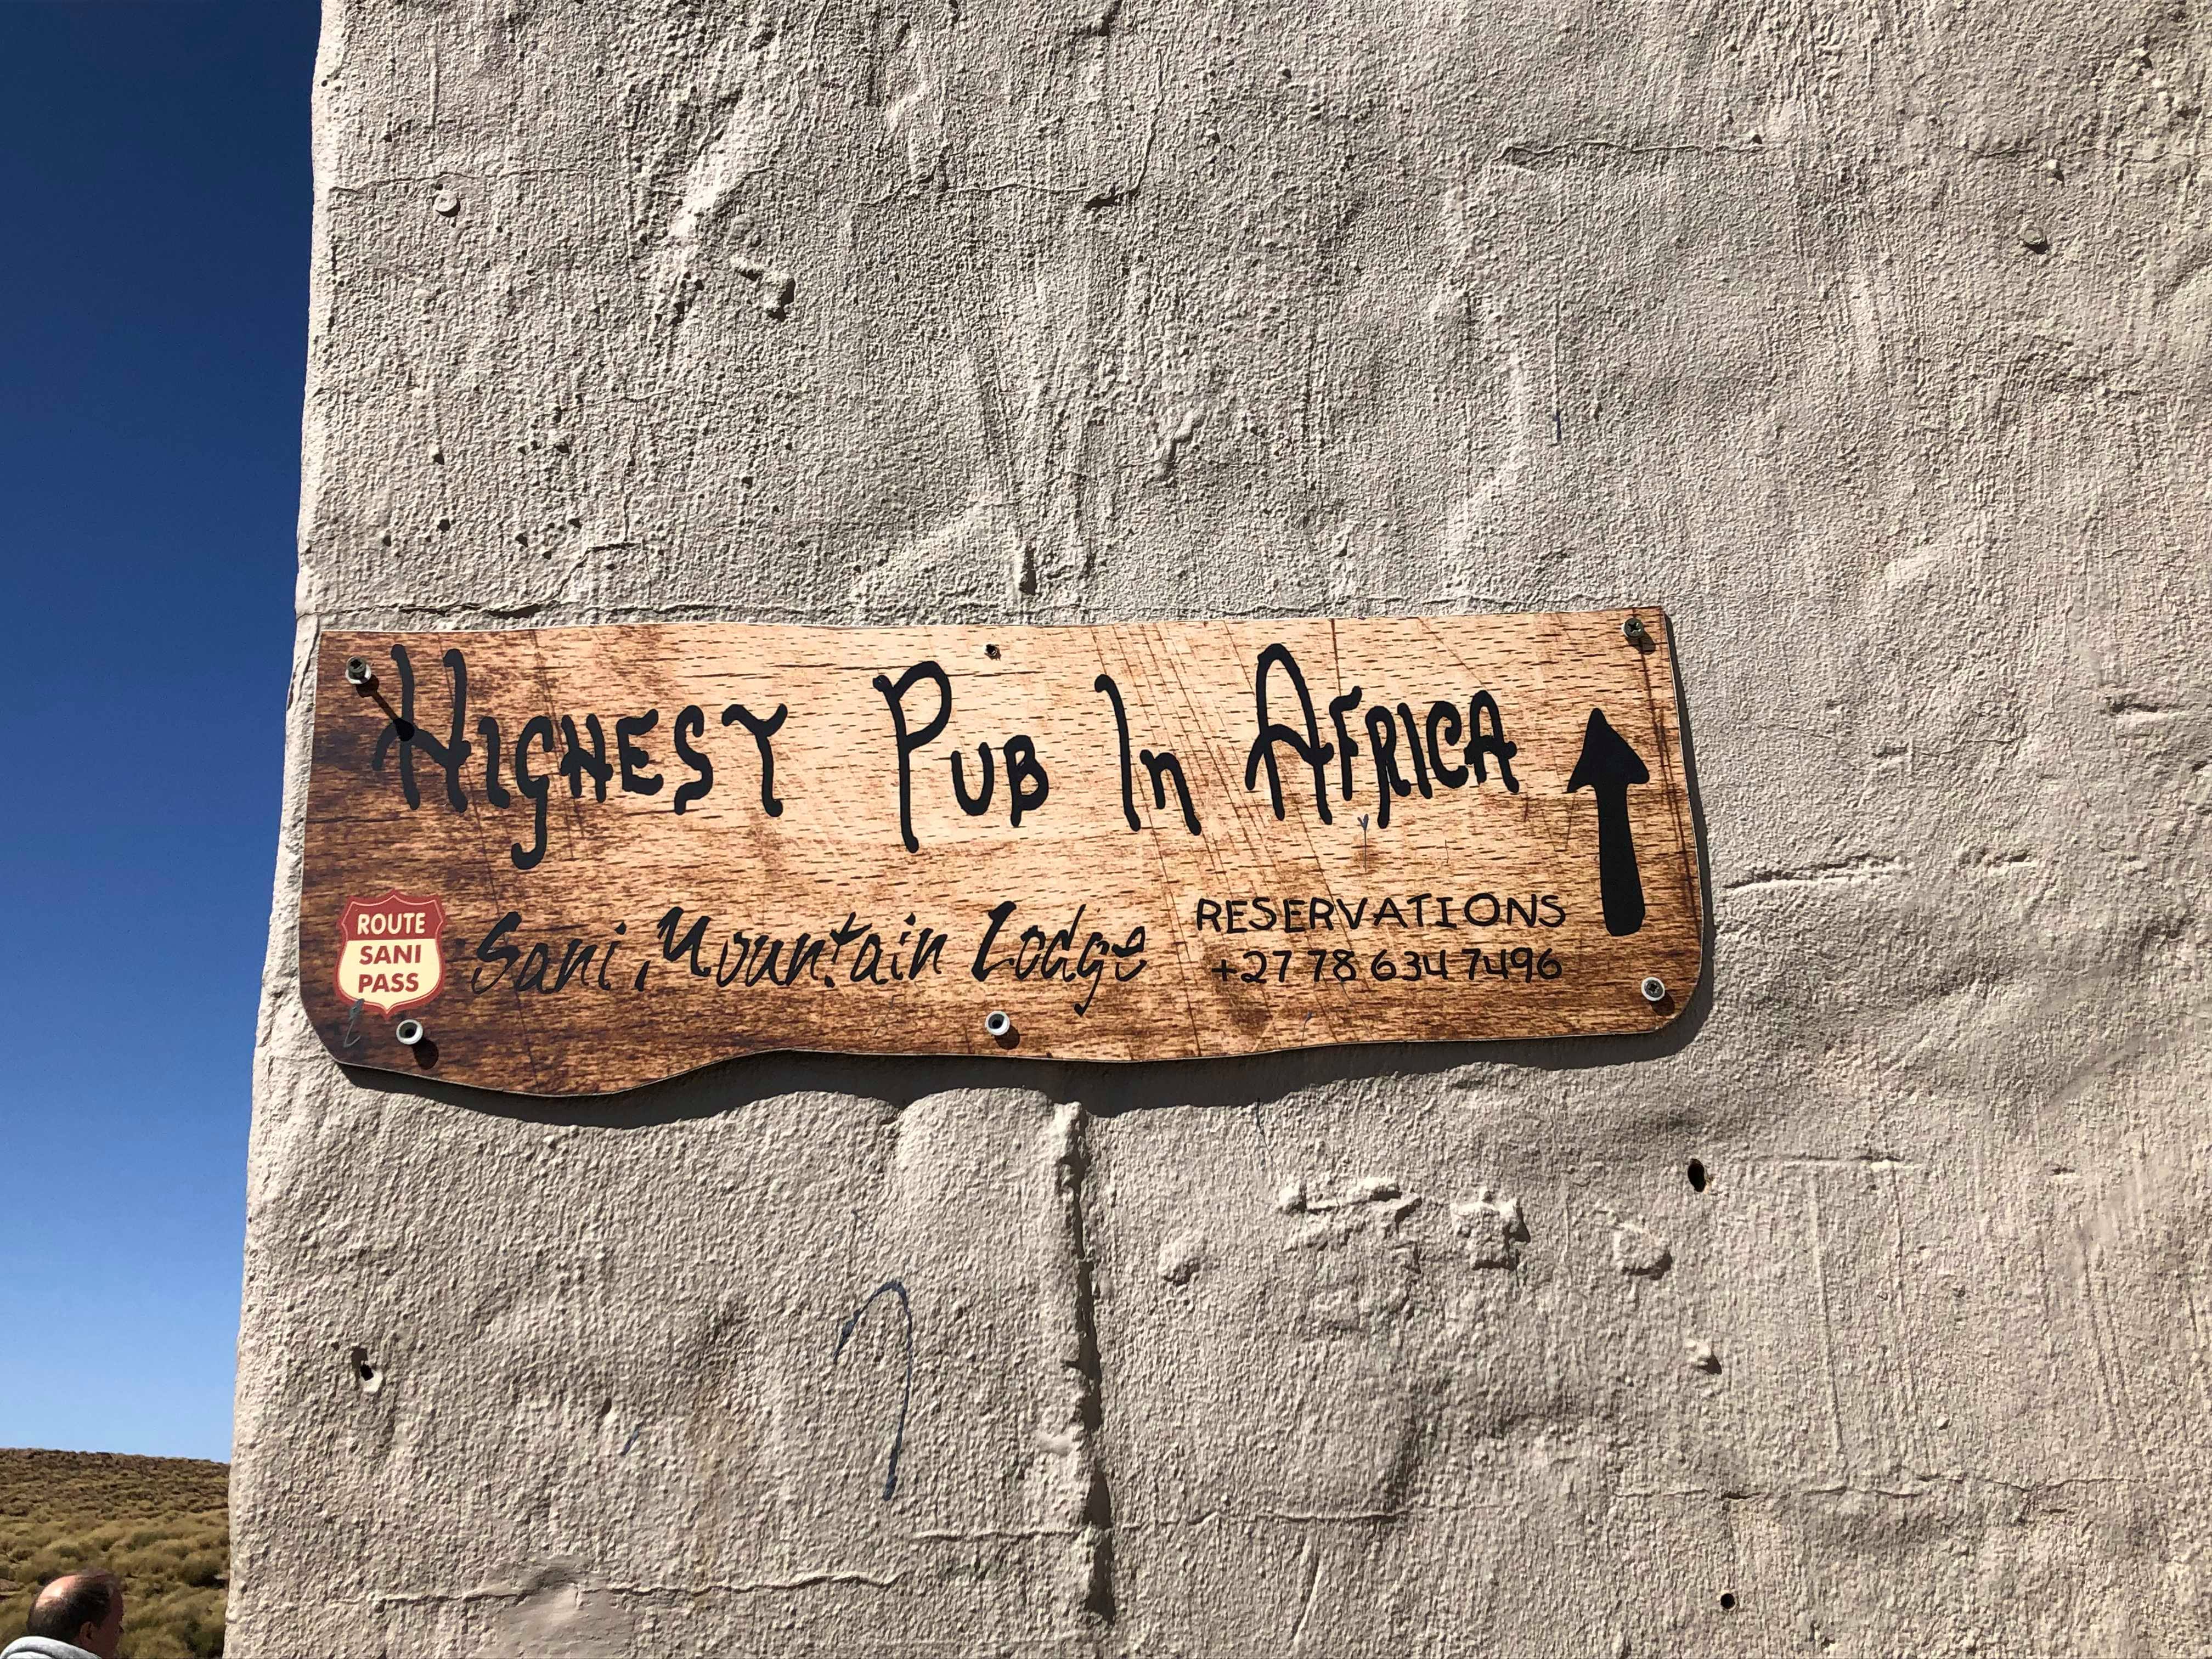 Highest Pub In Africa
ROUTE
SANI
PASS
Sani Mountain Lodge
RESERVATIONS
+27 78 634 7496